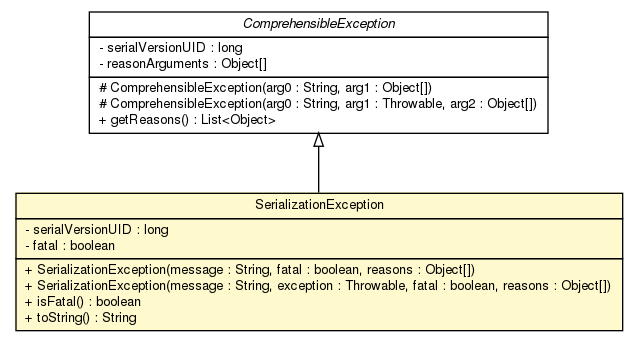 ComprehensibleException
- serialVersionUID : long
- reasonArguments : Object[]
# ComprehensibleException(arg0 : String, arg1 : Object[])
# ComprehensibleException(arg0 : String, arg1 : Throwable, arg2 : Object[])
+ getReasons() : List<Object>
SerializationException
- serialVersionUID : long
- fatal : boolean
+ SerializationException(message : String, fatal : boolean, reasons : Object[])
+ SerializationException(message : String, exception : Throwable, fatal : boolean, reasons : Object[])
+ isFatal() : boolean
+ toString() : String